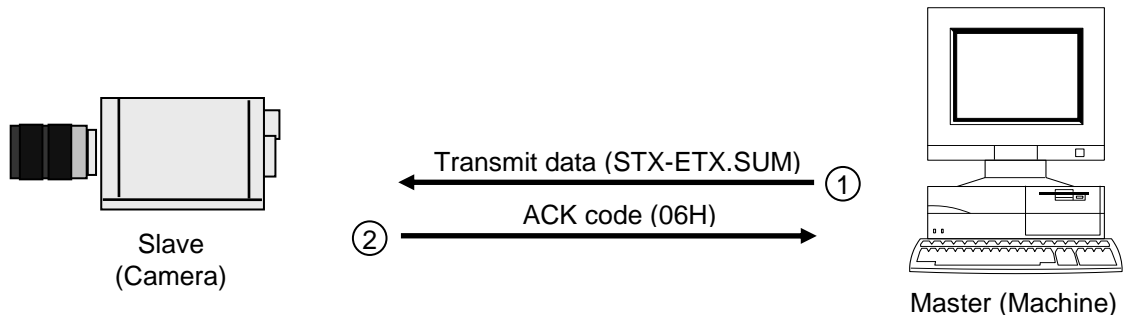 Transmit data (STX-ETX.SUM)
①
ACK code (06H)
②
Slave
(Camera)
Master (Machine)